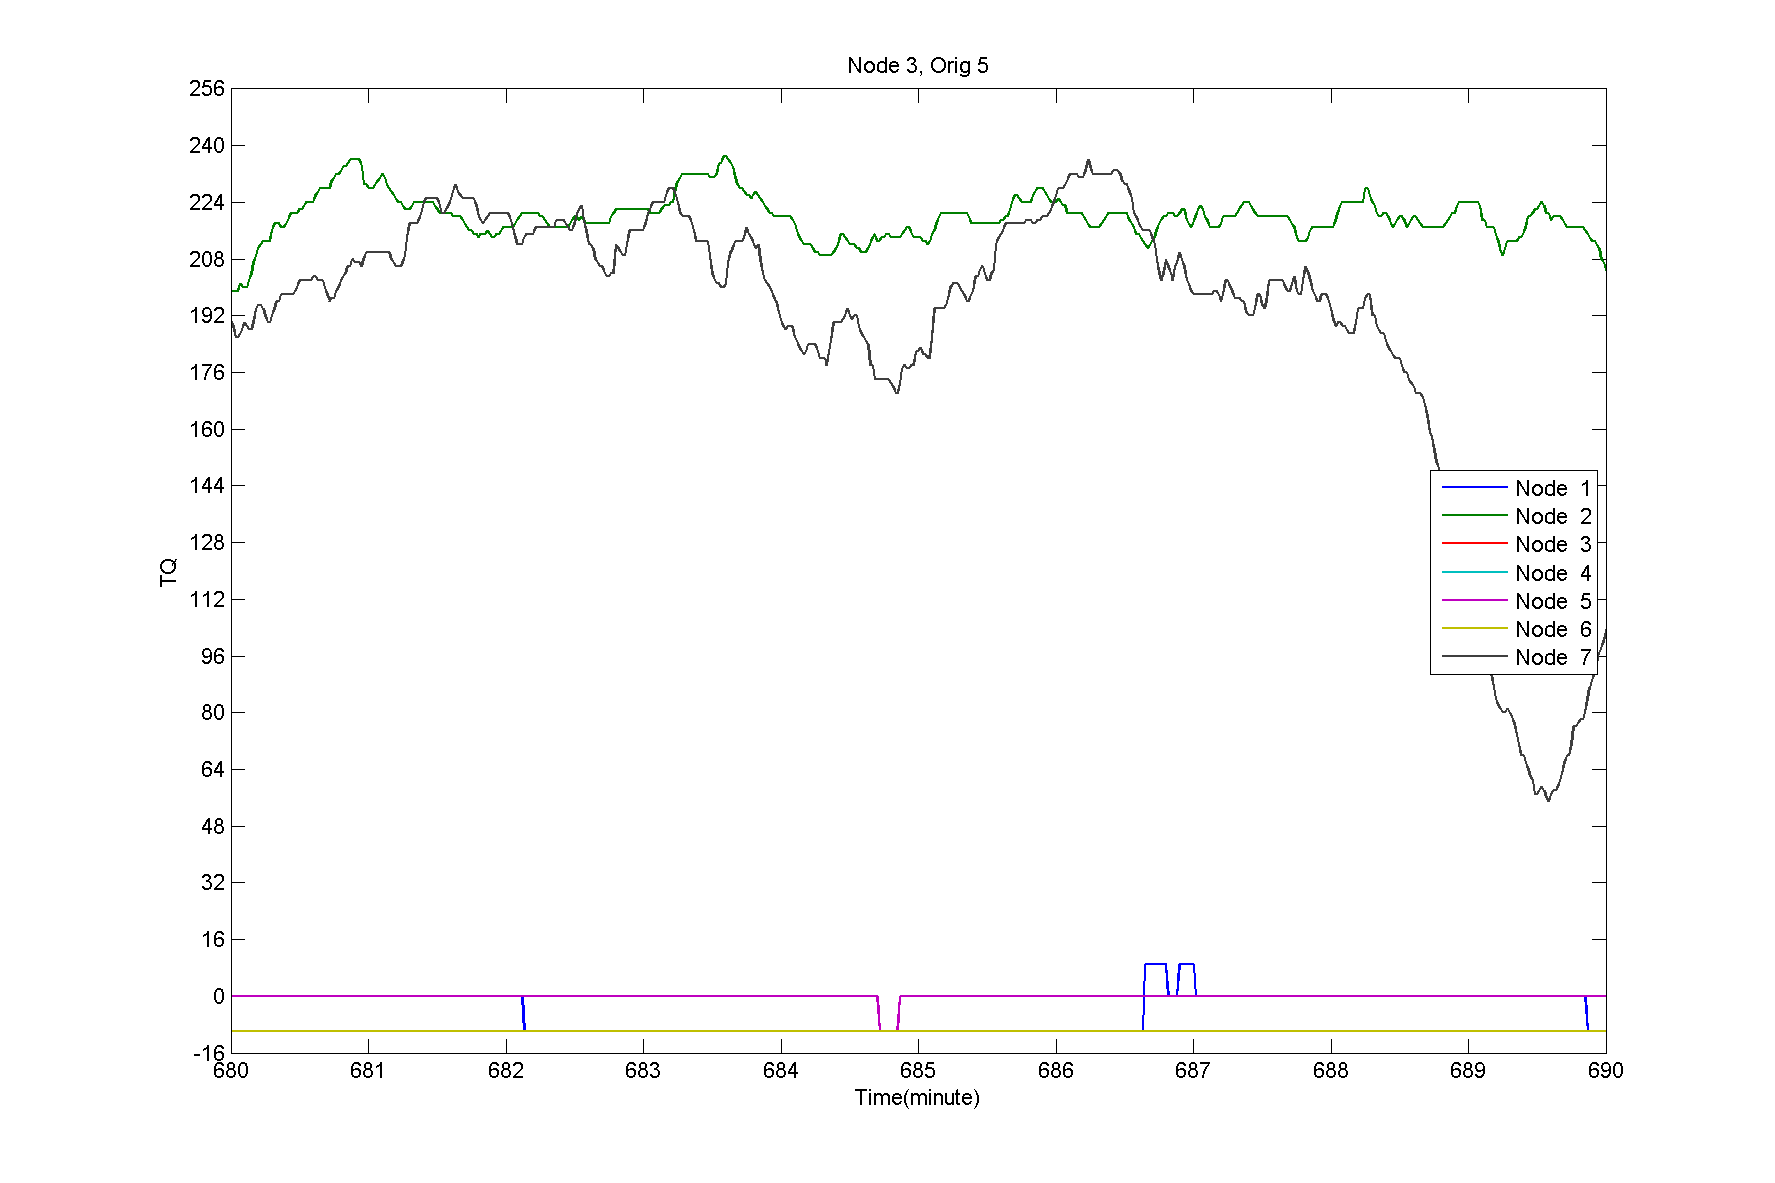 Node 3, Orig 5
256
240
224
208
192
176
160
144
128
112
96
80
64
48
32
16
0
-16
TQ
Node 1
Node 2
Node 3
Node 4
Node 5
Node 6
Node 7
680 681 682 683 684 685 686 687 688 689 690
Time(minute)